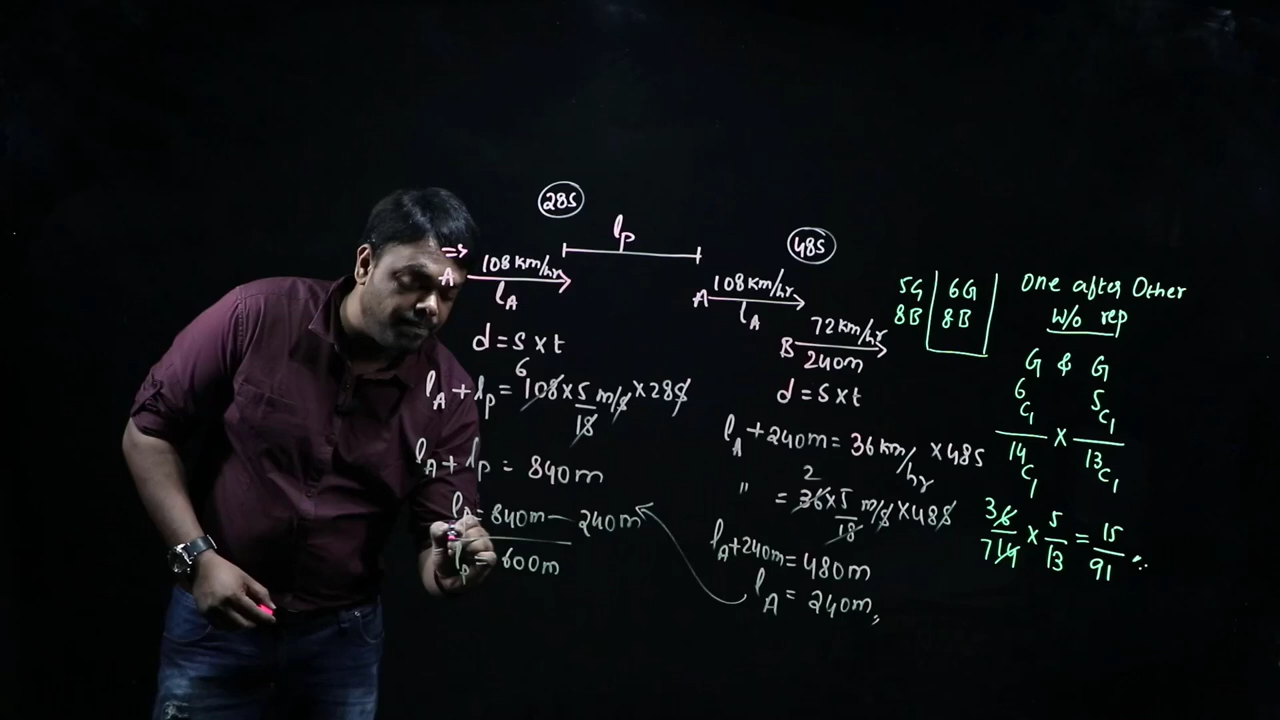 28s
lp
=> A 108 km/hr
lA
d = s x t
6
lA + lp = 108 x 5/18 m/s x 28s
lA + lp = 840m
lp = 840m - 240m
lp = 600m
48s
A 108 km/hr
lA
B 72 km/hr
240m
d = s x t
lA + 240m = 36 km/hr x 48s
2
" = 36 x 5/18 m/s x 48s
lA + 240m = 480m
lA = 240m,,
5G | 6G
8B | 8B
One after Other
w/o rep
G & G
6C1/14C1 x 5C1/13C1
3 6/7 14 x 5/13 = 15/91 ,,